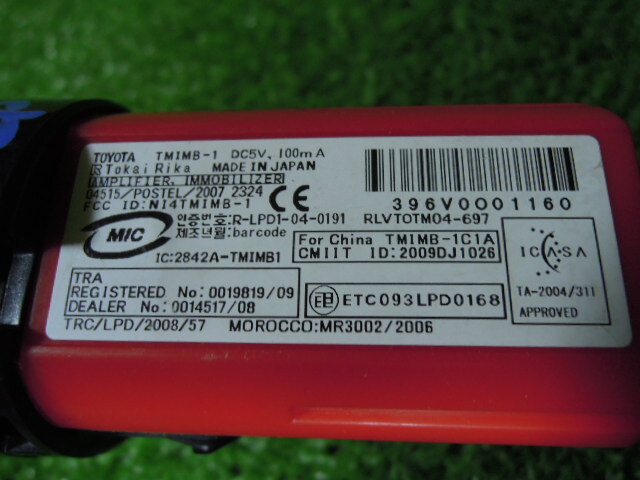 TOYOTA TMIMB-1 DC5V, 100mA
Tokai Rika MADE IN JAPAN
AMPLIFIER, IMMOBILIZER
04515/POSTEL/2007 2324
FCC ID: NI4TMIMB-1
CE
396V0001160
MIC
인증번호:R-LPD1-04-0191 RLVTOTM04-697
제조년월:barcode
IC:2842A-TMIMB1
For China TMIMB-1C1A
CMIIT ID:2009DJ1026
ICASA
TA-2004/311
APPROVED
TRA
REGISTERED No:0019819/09
DEALER No:0014517/08
ETC093LPD0168
TRC/LPD/2008/57 MOROCCO:MR3002/2006